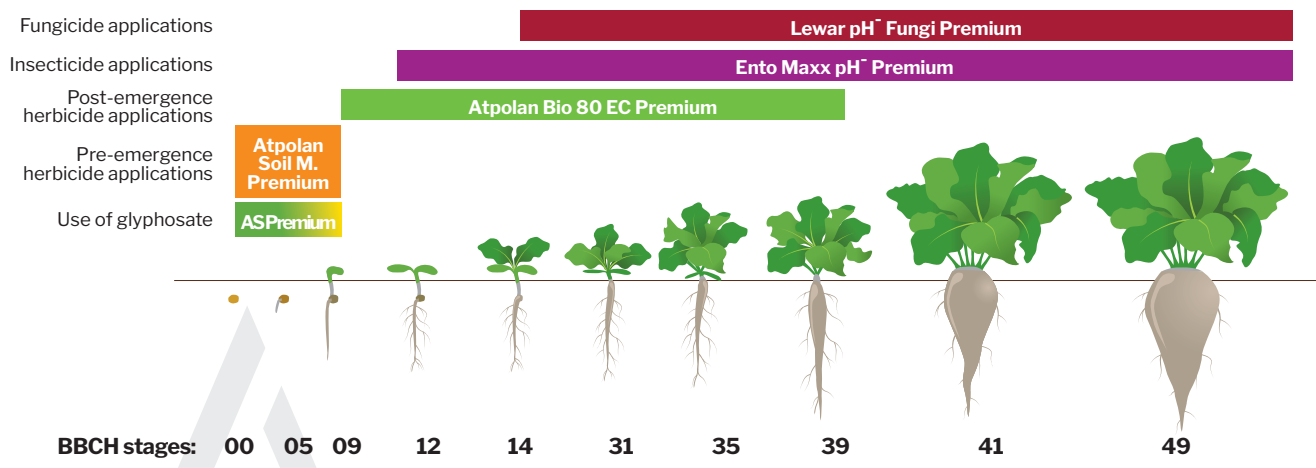 Fungicide applications
Lewar pH⁻ Fungi Premium
Insecticide applications
Ento Maxx pH⁻ Premium
Post-emergence
herbicide applications
Atpolan Bio 80 EC Premium
Pre-emergence
herbicide applications
Atpolan
Soil M.
Premium
Use of glyphosate
AS Premium
BBCH stages: 00 05 09 12 14 31 35 39 41 49